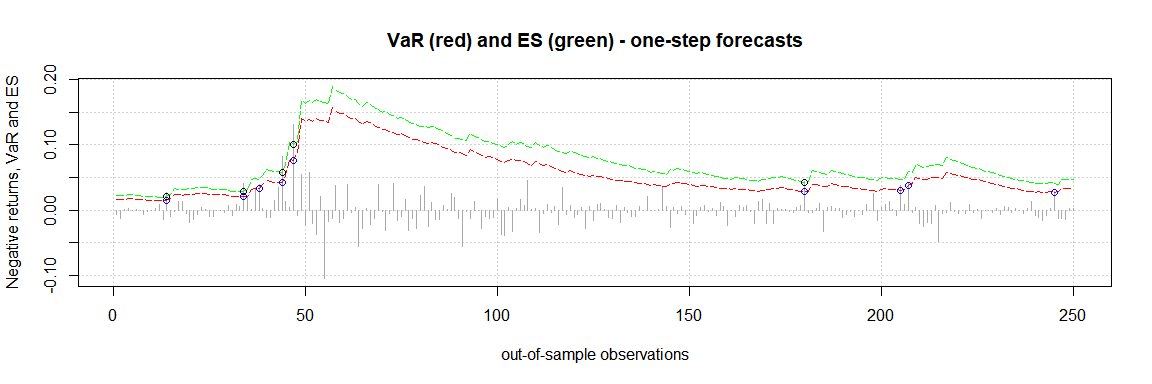 VaR (red) and ES (green) - one-step forecasts
Negative returns, VaR and ES
0.20
0.10
0.00
-0.10
0 50 100 150 200 250
out-of-sample observations